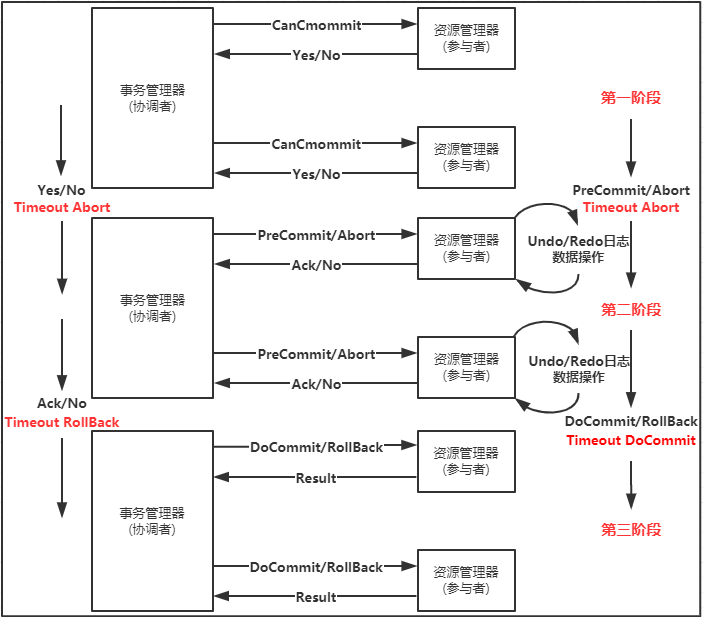 CanCmommit
Yes/No
资源管理器
(参与者)
事务管理器
(协调者)
第一阶段
CanCmommit
Yes/No
资源管理器
(参与者)
Yes/No
Timeout Abort
PreCommit/Abort
Timeout Abort
PreCommit/Abort
Ack/No
资源管理器
(参与者)
Undo/Redo日志
数据操作
事务管理器
(协调者)
第二阶段
PreCommit/Abort
Ack/No
资源管理器
(参与者)
Undo/Redo日志
数据操作
Ack/No
Timeout RollBack
DoCommit/RollBack
Timeout DoCommit
DoCommit/RollBack
Result
资源管理器
(参与者)
事务管理器
(协调者)
第三阶段
DoCommit/RollBack
Result
资源管理器
(参与者)